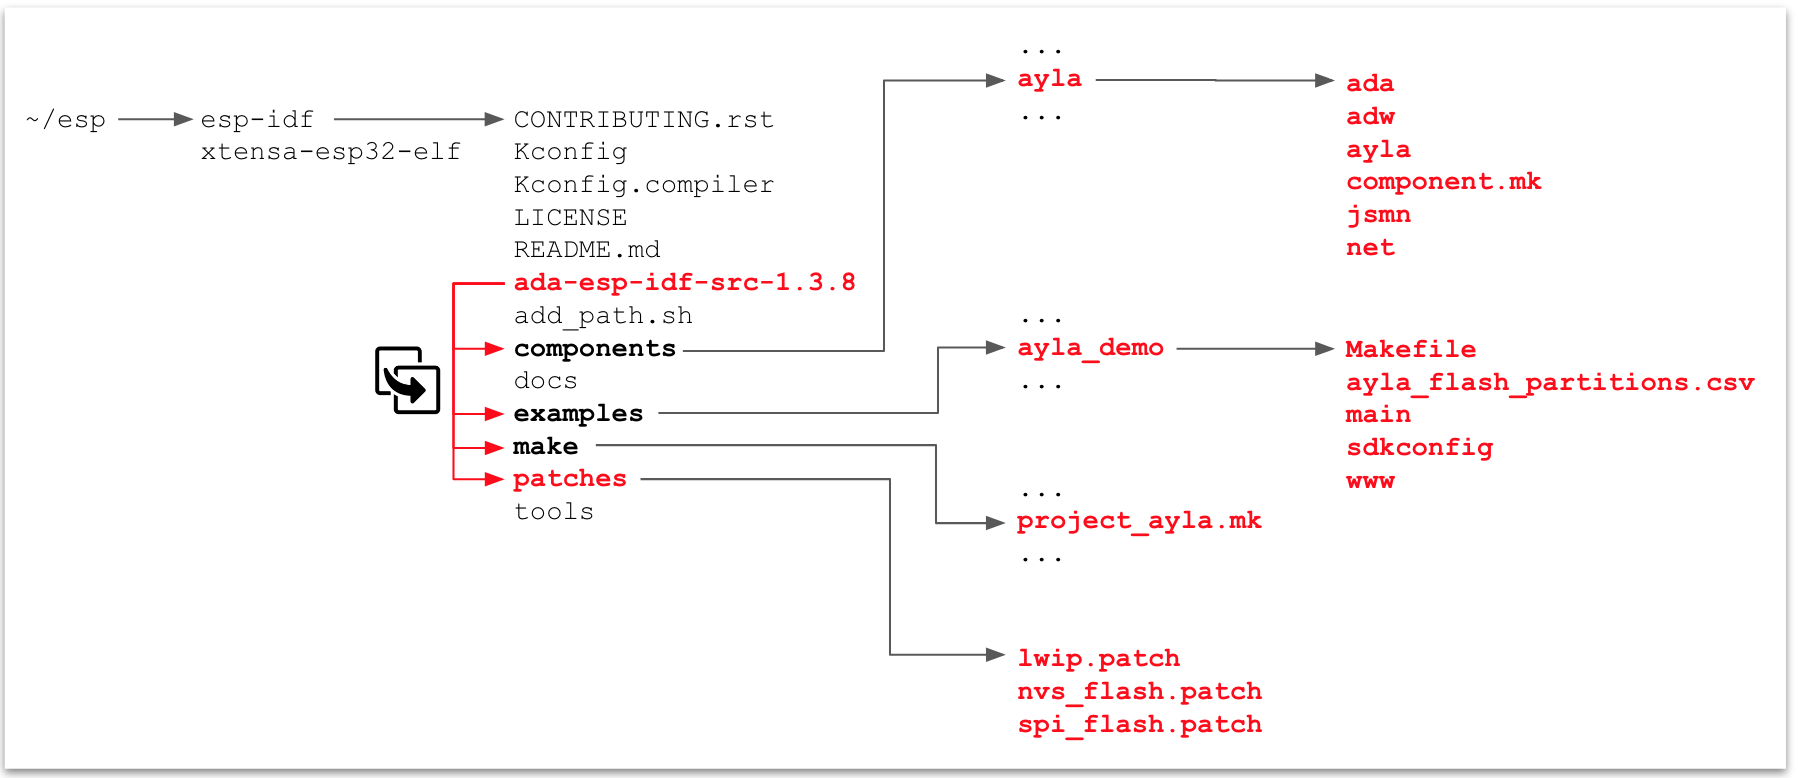 ~/esp
esp-idf
xtensa-esp32-elf
CONTRIBUTING.rst
Kconfig
Kconfig.compiler
LICENSE
README.md
ada-esp-idf-src-1.3.8
add_path.sh
components
docs
examples
make
patches
tools
...
ayla
...
ada
adw
ayla
component.mk
jsmn
net
...
ayla_demo
...
Makefile
ayla_flash_partitions.csv
main
sdkconfig
www
...
project_ayla.mk
...
lwip.patch
nvs_flash.patch
spi_flash.patch